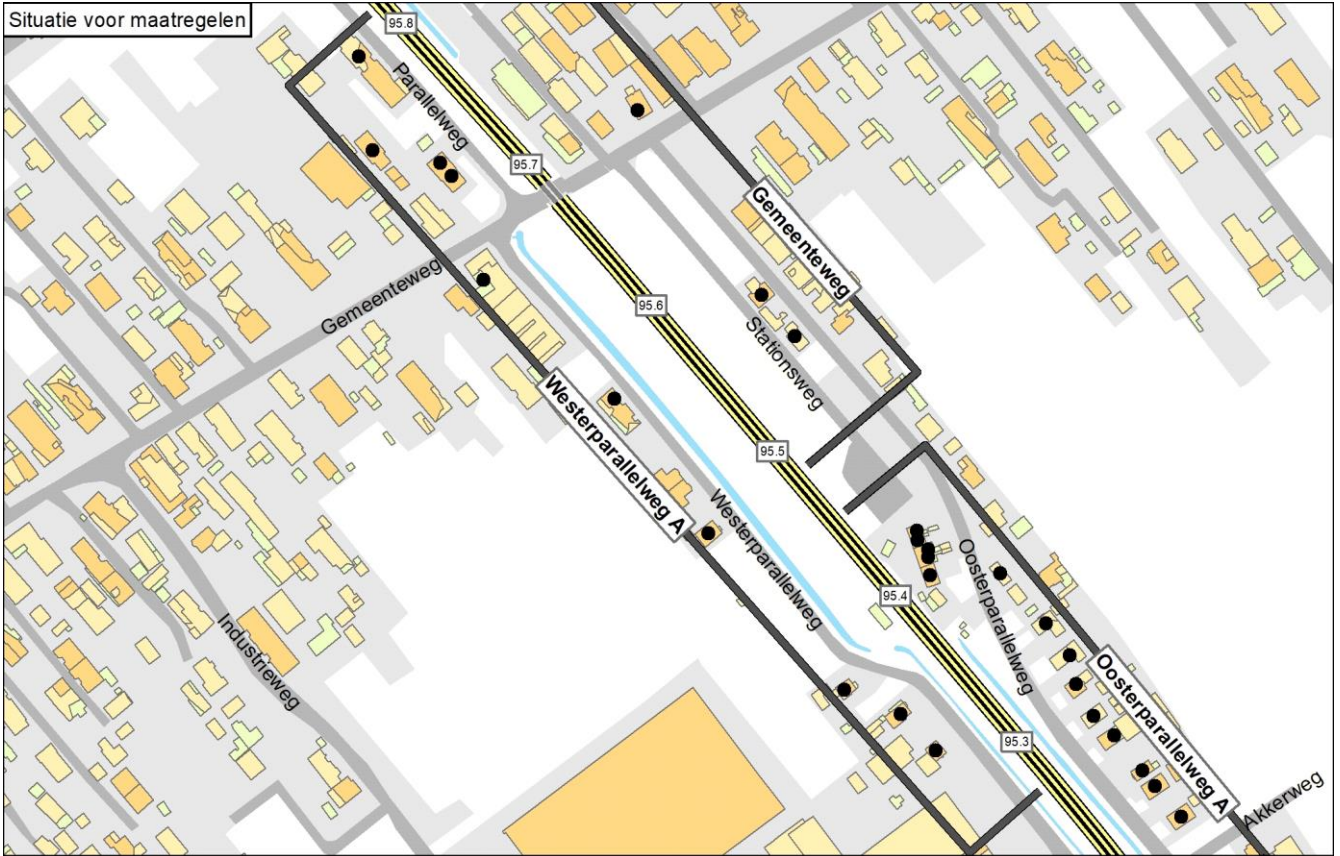 Situatie voor maatregelen
95.8
Parallelweg
95.7
Gemeenteweg
Gemeenteweg
95.6
Stationsweg
Westerparallelweg A
95.5
Westerparallelweg
Oosterparallelweg
95.4
Industrieweg
Oosterparallelweg A
95.3
Akkerweg